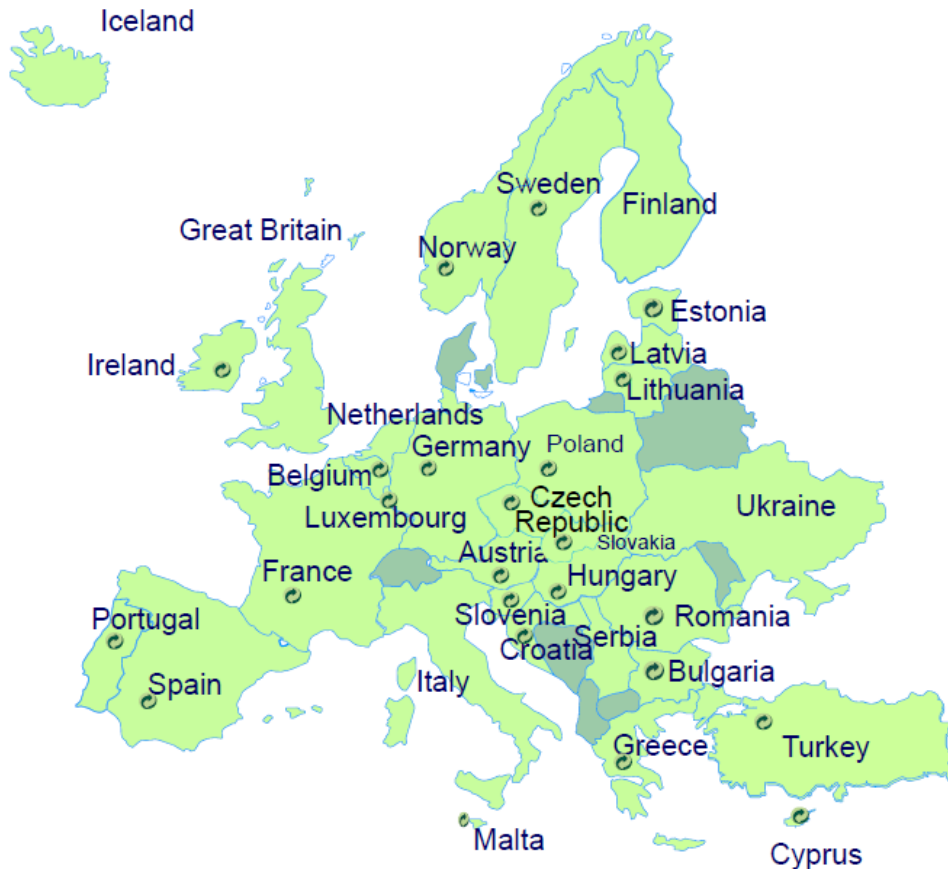 Iceland
Sweden
Finland
Great Britain
Norway
Estonia
Ireland
Latvia
Lithuania
Netherlands
Germany
Poland
Belgium
Czech
Republic
Luxembourg
Ukraine
Slovakia
Austria
France
Hungary
Portugal
Slovenia
Serbia
Romania
Croatia
Spain
Italy
Bulgaria
Greece
Turkey
Malta
Cyprus